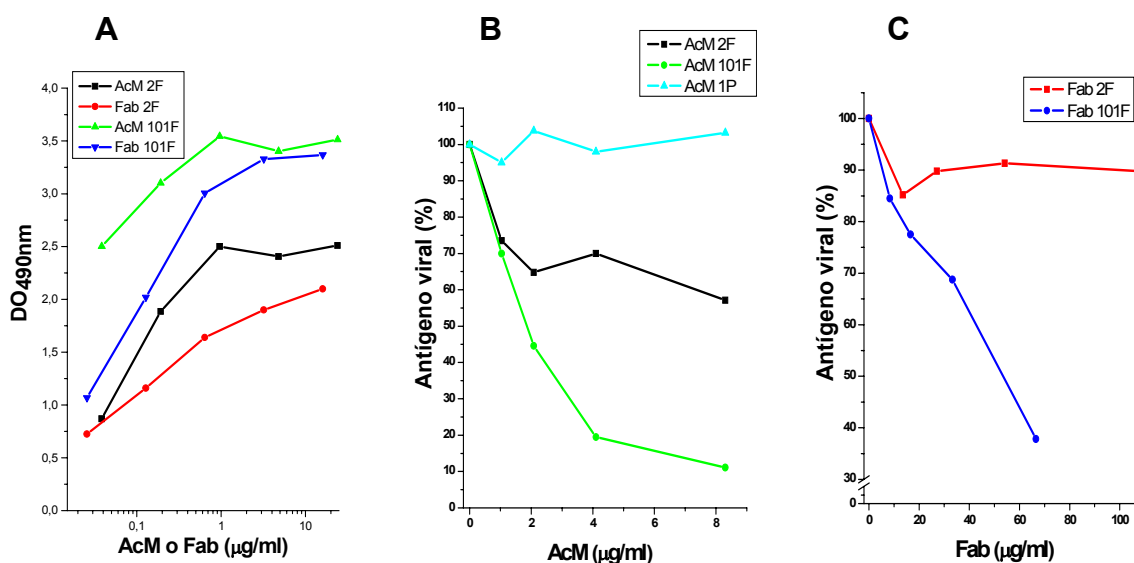 A
AcM 2F
Fab 2F
AcM 101F
Fab 101F
4,0
3,5
3,0
2,5
2,0
1,5
1,0
0,5
0,0
DO490nm
0,1
1
10
AcM o Fab (μg/ml)
B
AcM 2F
AcM 101F
AcM 1P
110
100
90
80
70
60
50
40
30
20
10
0
Antígeno viral (%)
0
2
4
6
8
AcM (μg/ml)
C
Fab 2F
Fab 101F
100
90
80
70
60
50
40
30
0
Antígeno viral (%)
0
20
40
60
80
100
Fab (μg/ml)